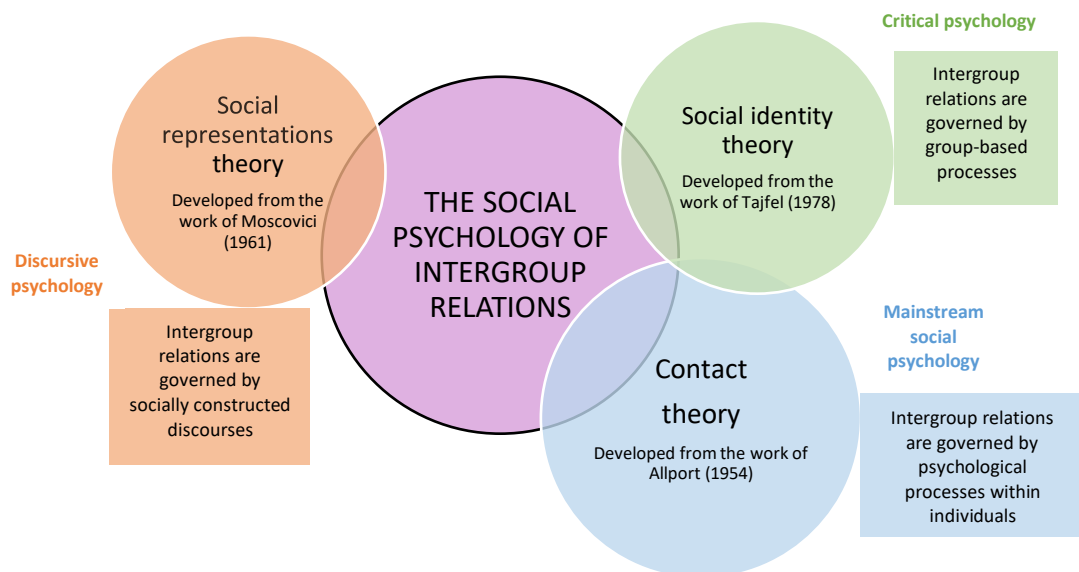 Social
representations
theory
Developed from the
work of Moscovici
(1961)
Discursive
psychology
Intergroup
relations are
governed by
socially constructed
discourses
THE SOCIAL
PSYCHOLOGY OF
INTERGROUP
RELATIONS
Critical psychology
Social identity
theory
Developed from the
work of Tajfel (1978)
Intergroup
relations are
governed by
group-based
processes
Mainstream
social
psychology
Contact
theory
Developed from the work of
Allport (1954)
Intergroup relations
are governed by
psychological
processes within
individuals